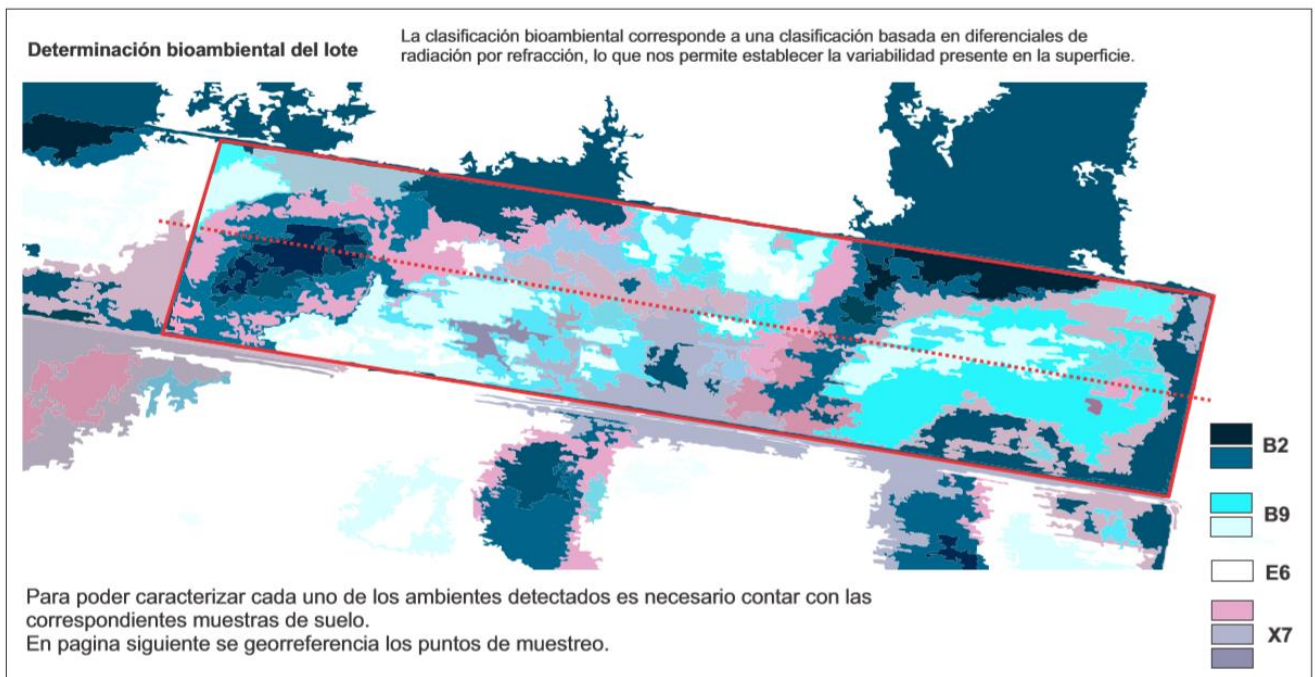 Determinación bioambiental del lote
La clasificación bioambiental corresponde a una clasificación basada en diferenciales de
radiación por refracción, lo que nos permite establecer la variabilidad presente en la superficie.
B2
B9
E6
X7
Para poder caracterizar cada uno de los ambientes detectados es necesario contar con las
correspondientes muestras de suelo.
En pagina siguiente se georreferencia los puntos de muestreo.